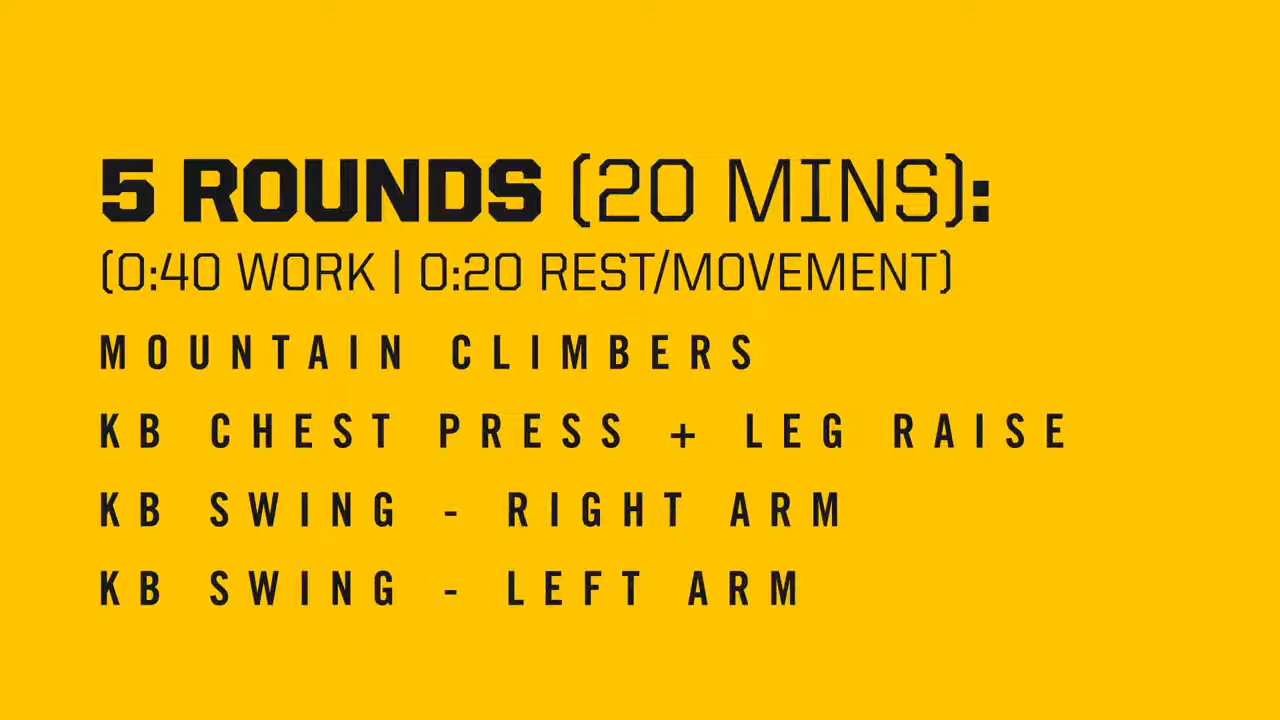 5 ROUNDS (20 MINS):
(0:40 WORK | 0:20 REST/MOVEMENT)
MOUNTAIN CLIMBERS
KB CHEST PRESS + LEG RAISE
KB SWING - RIGHT ARM
KB SWING - LEFT ARM